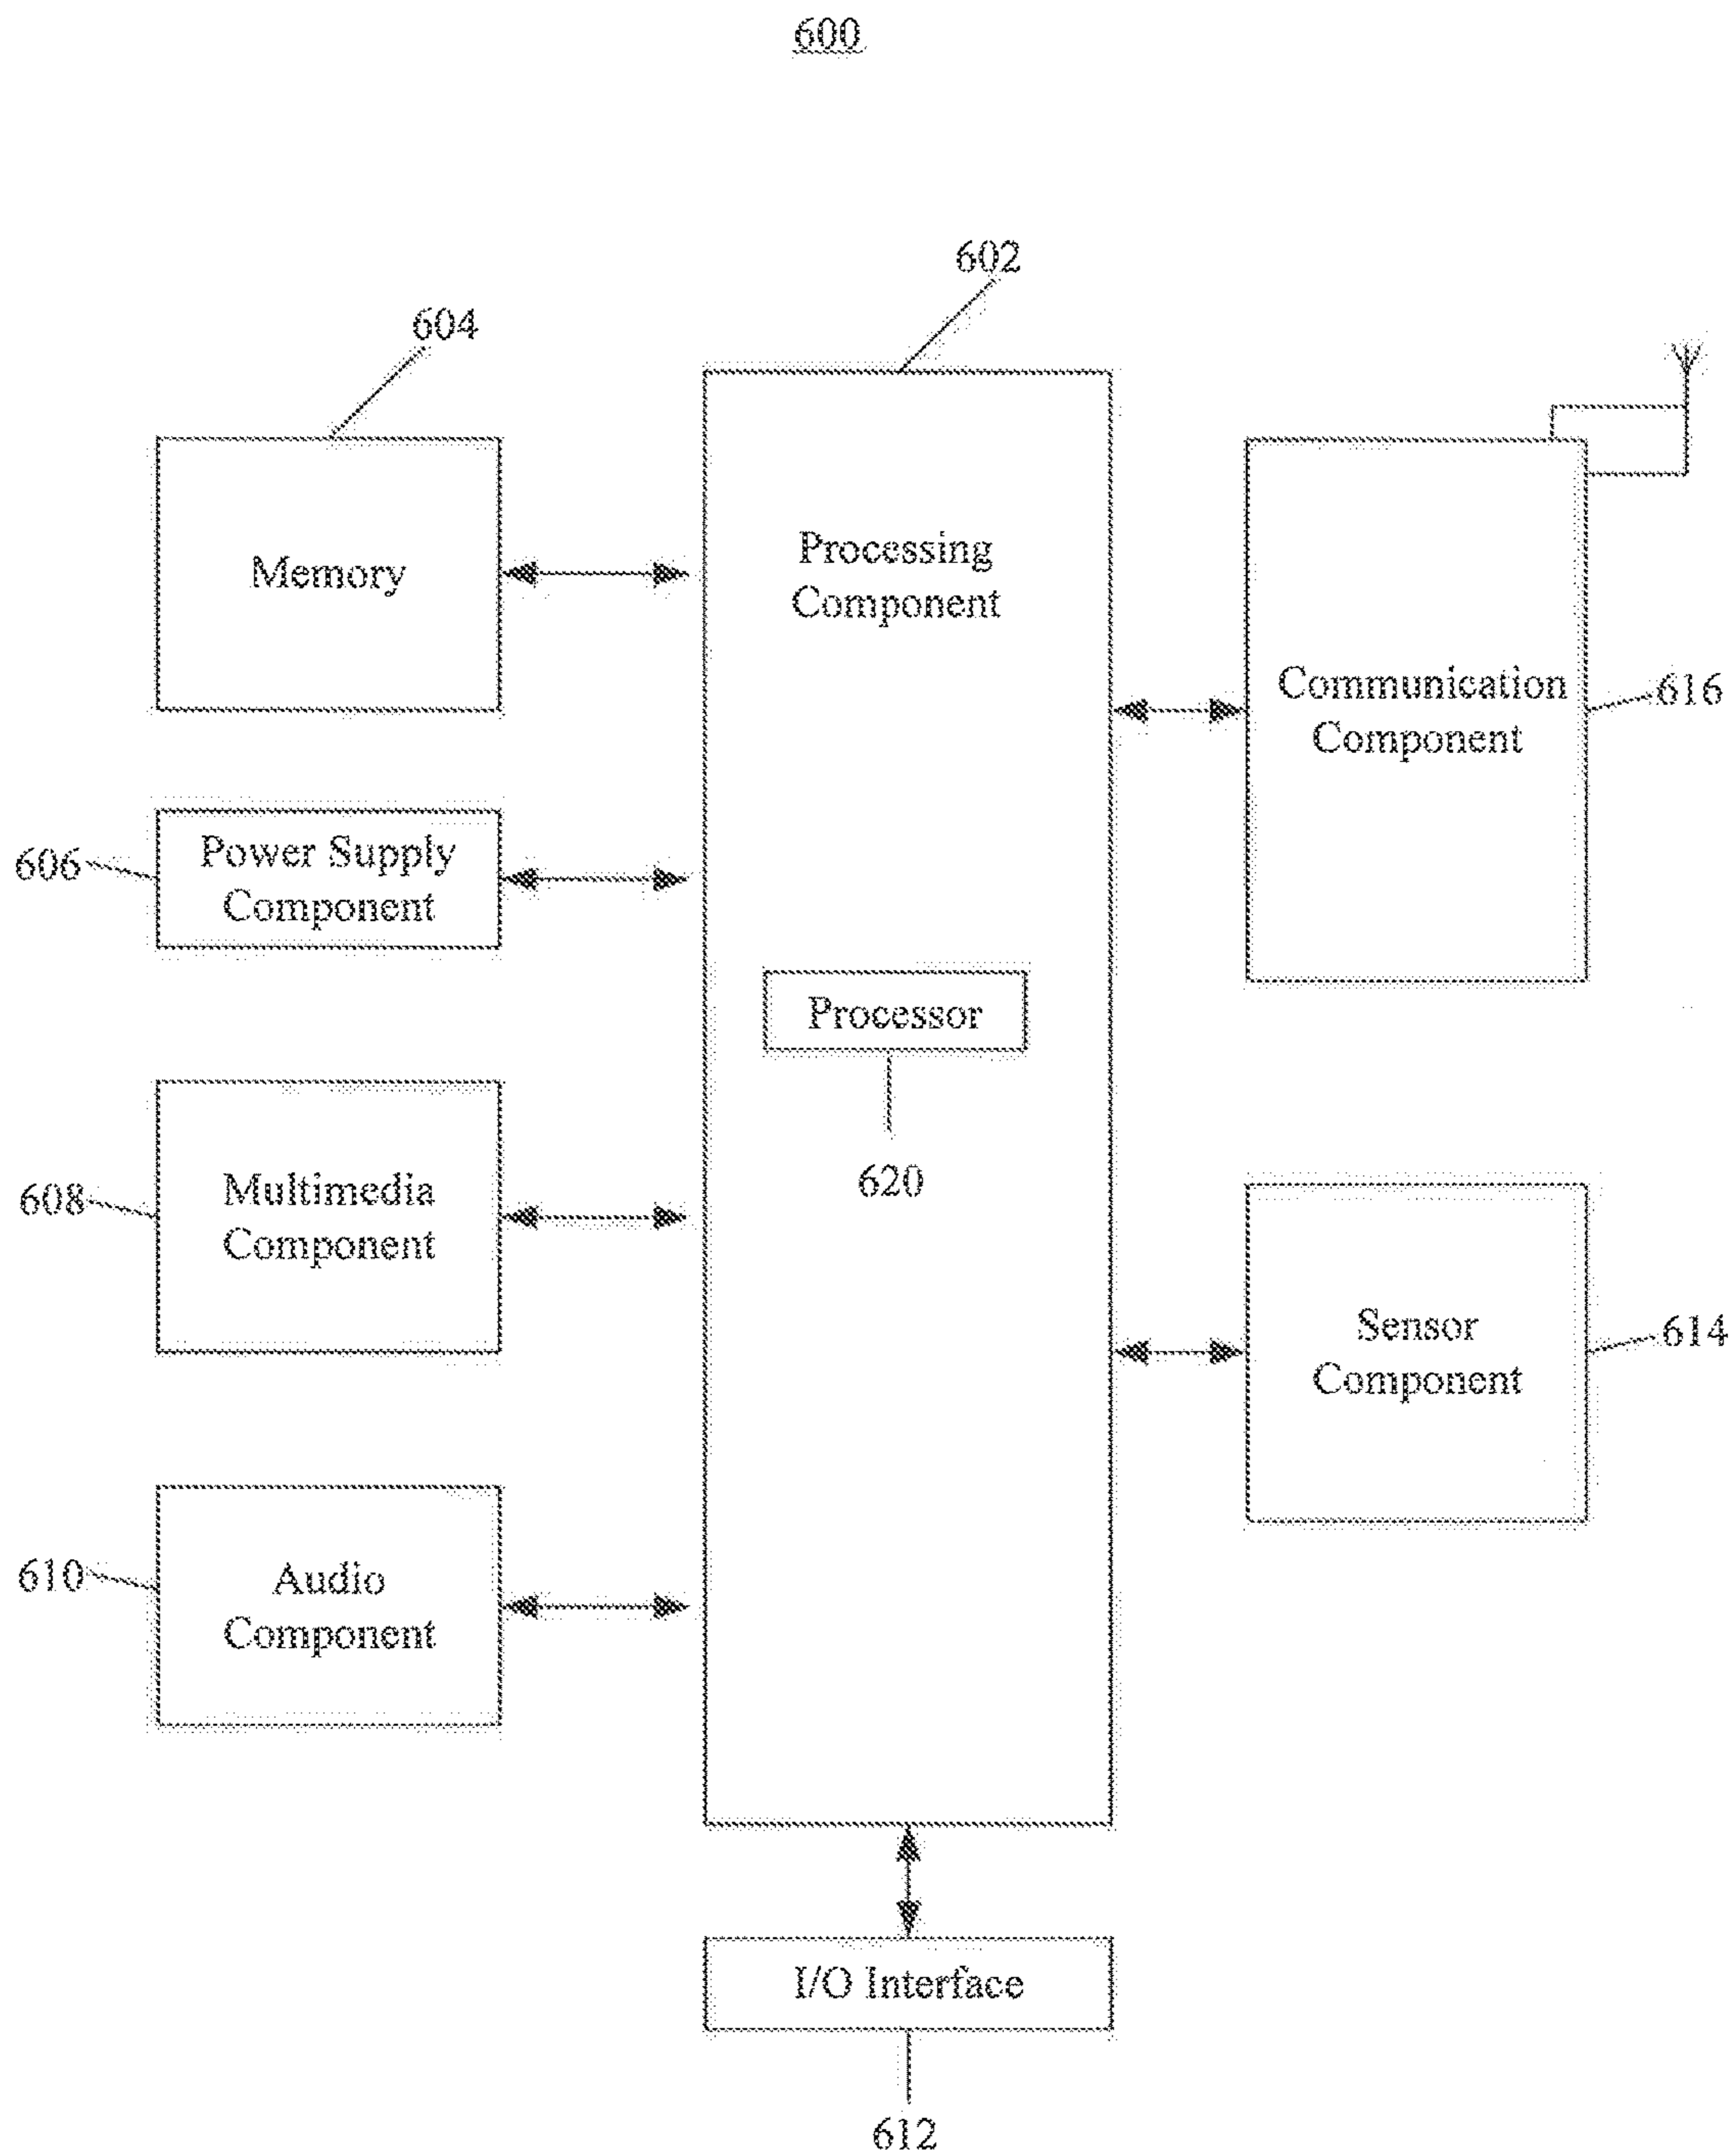 600
602
604
Memory
Processing
Component
Communication
Component
616
606
Power Supply
Component
Processor
620
608
Multimedia
Component
Sensor
Component
614
610
Audio
Component
I/O Interface
612